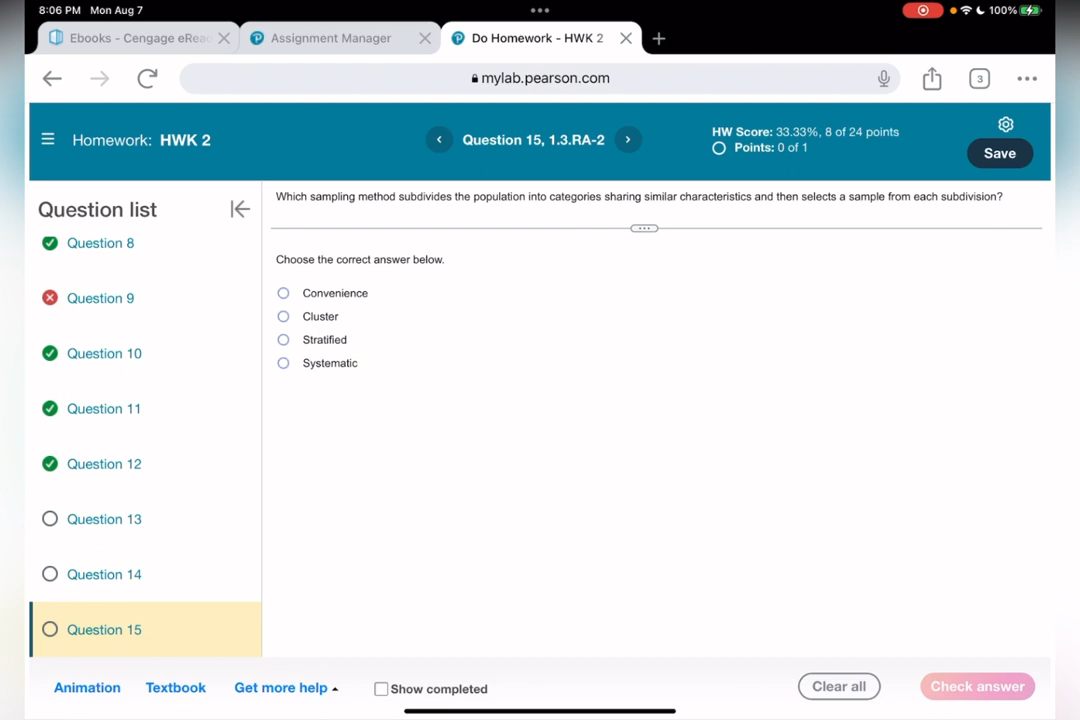 8:06 PM Mon Aug 7
100%
Ebooks - Cengage eRea
Assignment Manager
Do Homework - HWK 2
mylab.pearson.com
3
Homework: HWK 2
Question 15, 1.3.RA-2
HW Score: 33.33%, 8 of 24 points
Points: 0 of 1
Save
Question list
Question 8
Question 9
Question 10
Question 11
Question 12
Question 13
Question 14
Question 15
Which sampling method subdivides the population into categories sharing similar characteristics and then selects a sample from each subdivision?
Choose the correct answer below.
Convenience
Cluster
Stratified
Systematic
Animation
Textbook
Get more help
Show completed
Clear all
Check answer